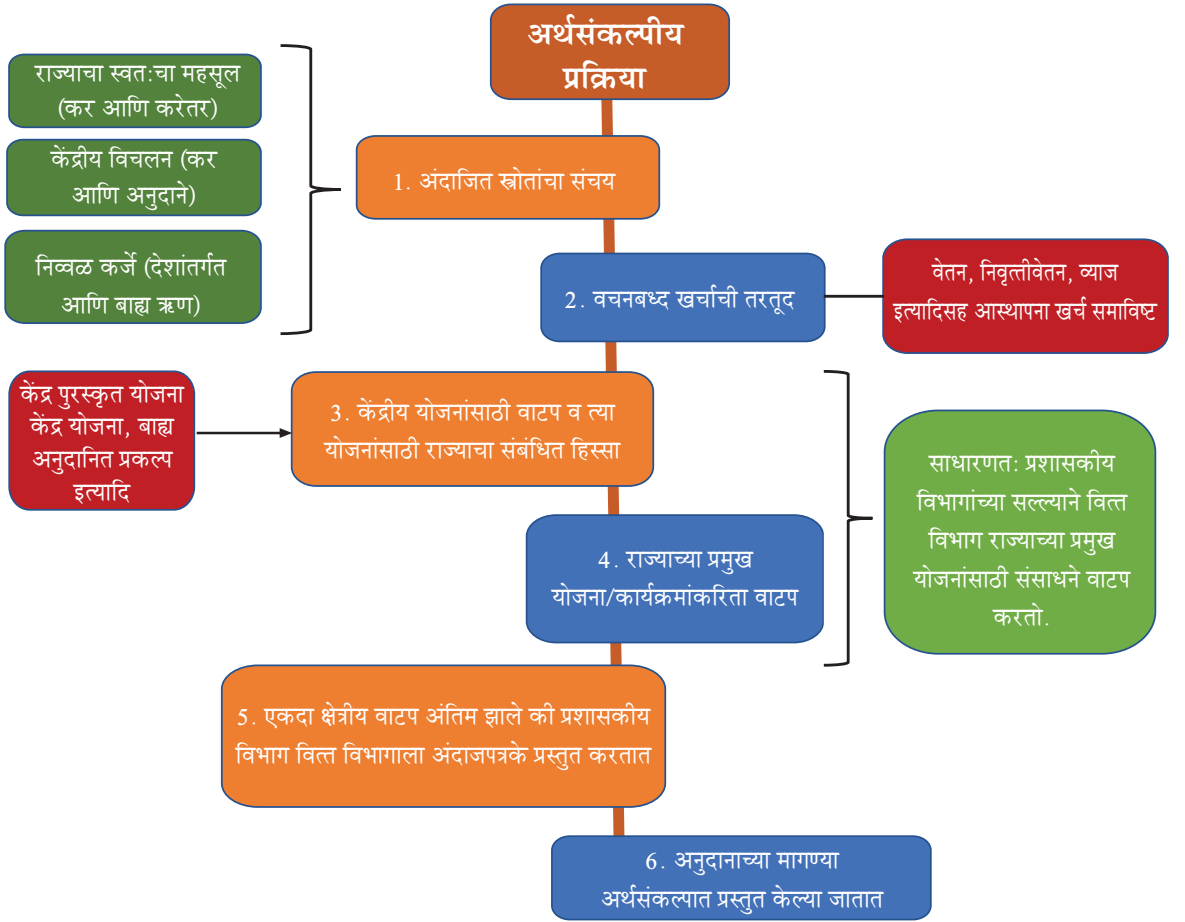 अर्थसंकल्पीय
प्रक्रिया
राज्याचा स्वत:चा महसूल
(कर आणि करेतर)
केंद्रीय विचलन (कर
आणि अनुदाने)
निव्वळ कर्जे (देशांतर्गत
आणि बाह्य ऋण)
1. अंदाजित स्त्रोतांचा संचय
2. वचनबध्द खर्चाची तरतूद
वेतन, निवृत्तीवेतन, व्याज
इत्यादिसह आस्थापना खर्च समाविष्ट
केंद्र पुरस्कृत योजना
केंद्र योजना, बाह्य
अनुदानित प्रकल्प
इत्यादि
3. केंद्रीय योजनांसाठी वाटप व त्या
योजनांसाठी राज्याचा संबंधित हिस्सा
4. राज्याच्या प्रमुख
योजना/कार्यक्रमांकरिता वाटप
साधारणत: प्रशासकीय
विभागांच्या सल्ल्याने वित्त
विभाग राज्याच्या प्रमुख
योजनांसाठी संसाधने वाटप
करतो.
5. एकदा क्षेत्रीय वाटप अंतिम झाले की प्रशासकीय
विभाग वित्त विभागाला अंदाजपत्रके प्रस्तुत करतात
6. अनुदानाच्या मागण्या
अर्थसंकल्पात प्रस्तुत केल्या जातात